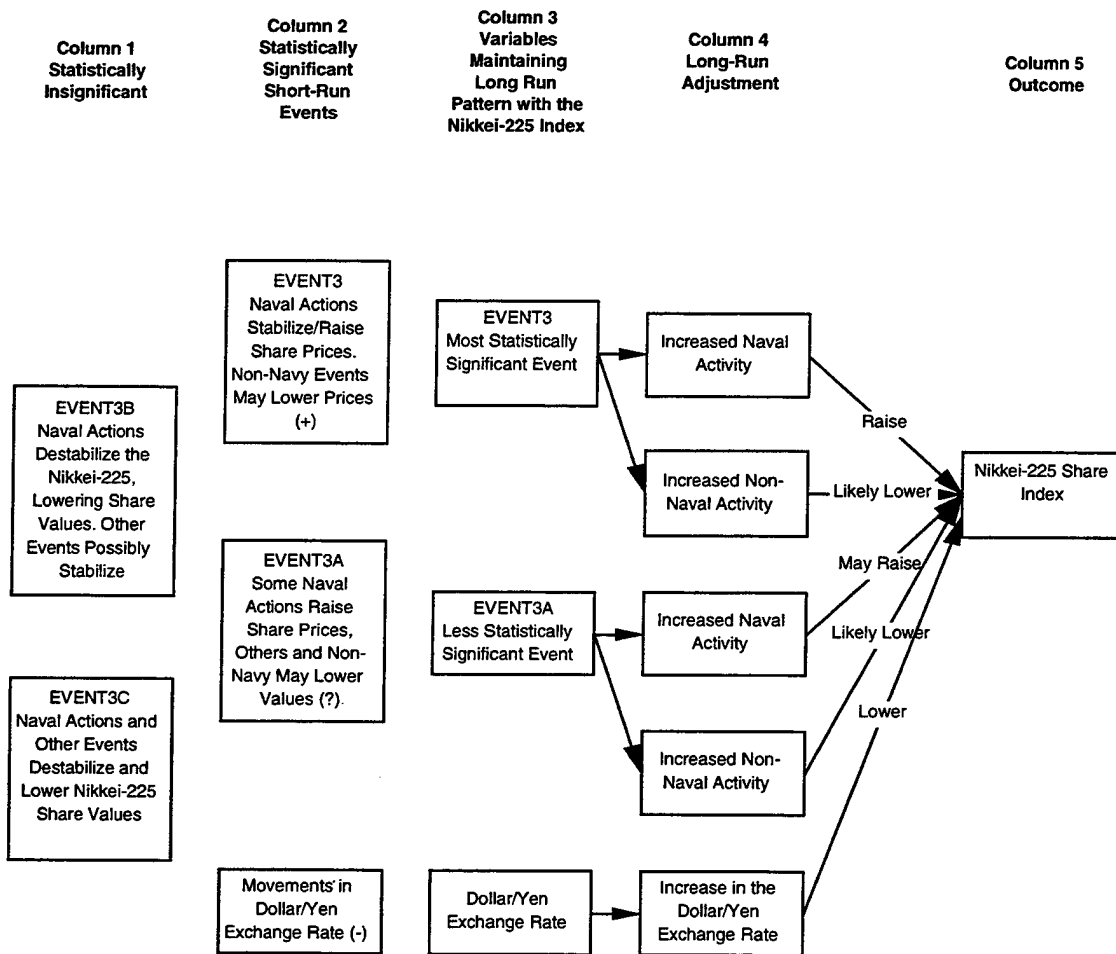 Column 1
Statistically
Insignificant
Column 2
Statistically
Significant
Short-Run
Events
Column 3
Variables
Maintaining
Long Run
Pattern with the
Nikkei-225 Index
Column 4
Long-Run
Adjustment
Column 5
Outcome
EVENT3B
Naval Actions
Destabilize the
Nikkei-225,
Lowering Share
Values. Other
Events Possibly
Stabilize
EVENT3C
Naval Actions and
Other Events
Destabilize and
Lower Nikkei-225
Share Values
EVENT3
Naval Actions
Stabilize/Raise
Share Prices.
Non-Navy Events
May Lower Prices
(+)
EVENT3A
Some Naval
Actions Raise
Share Prices,
Others and Non-
Navy May Lower
Values (?).
Movements in
Dollar/Yen
Exchange Rate (-)
EVENT3
Most Statistically
Significant Event
EVENT3A
Less Statistically
Significant Event
Dollar/Yen
Exchange Rate
Increased Naval
Activity
Increased Non-
Naval Activity
Increased Naval
Activity
Increased Non-
Naval Activity
Increase in the
Dollar/Yen
Exchange Rate
Raise
Likely Lower
May Raise
Likely Lower
Lower
Nikkei-225 Share
Index